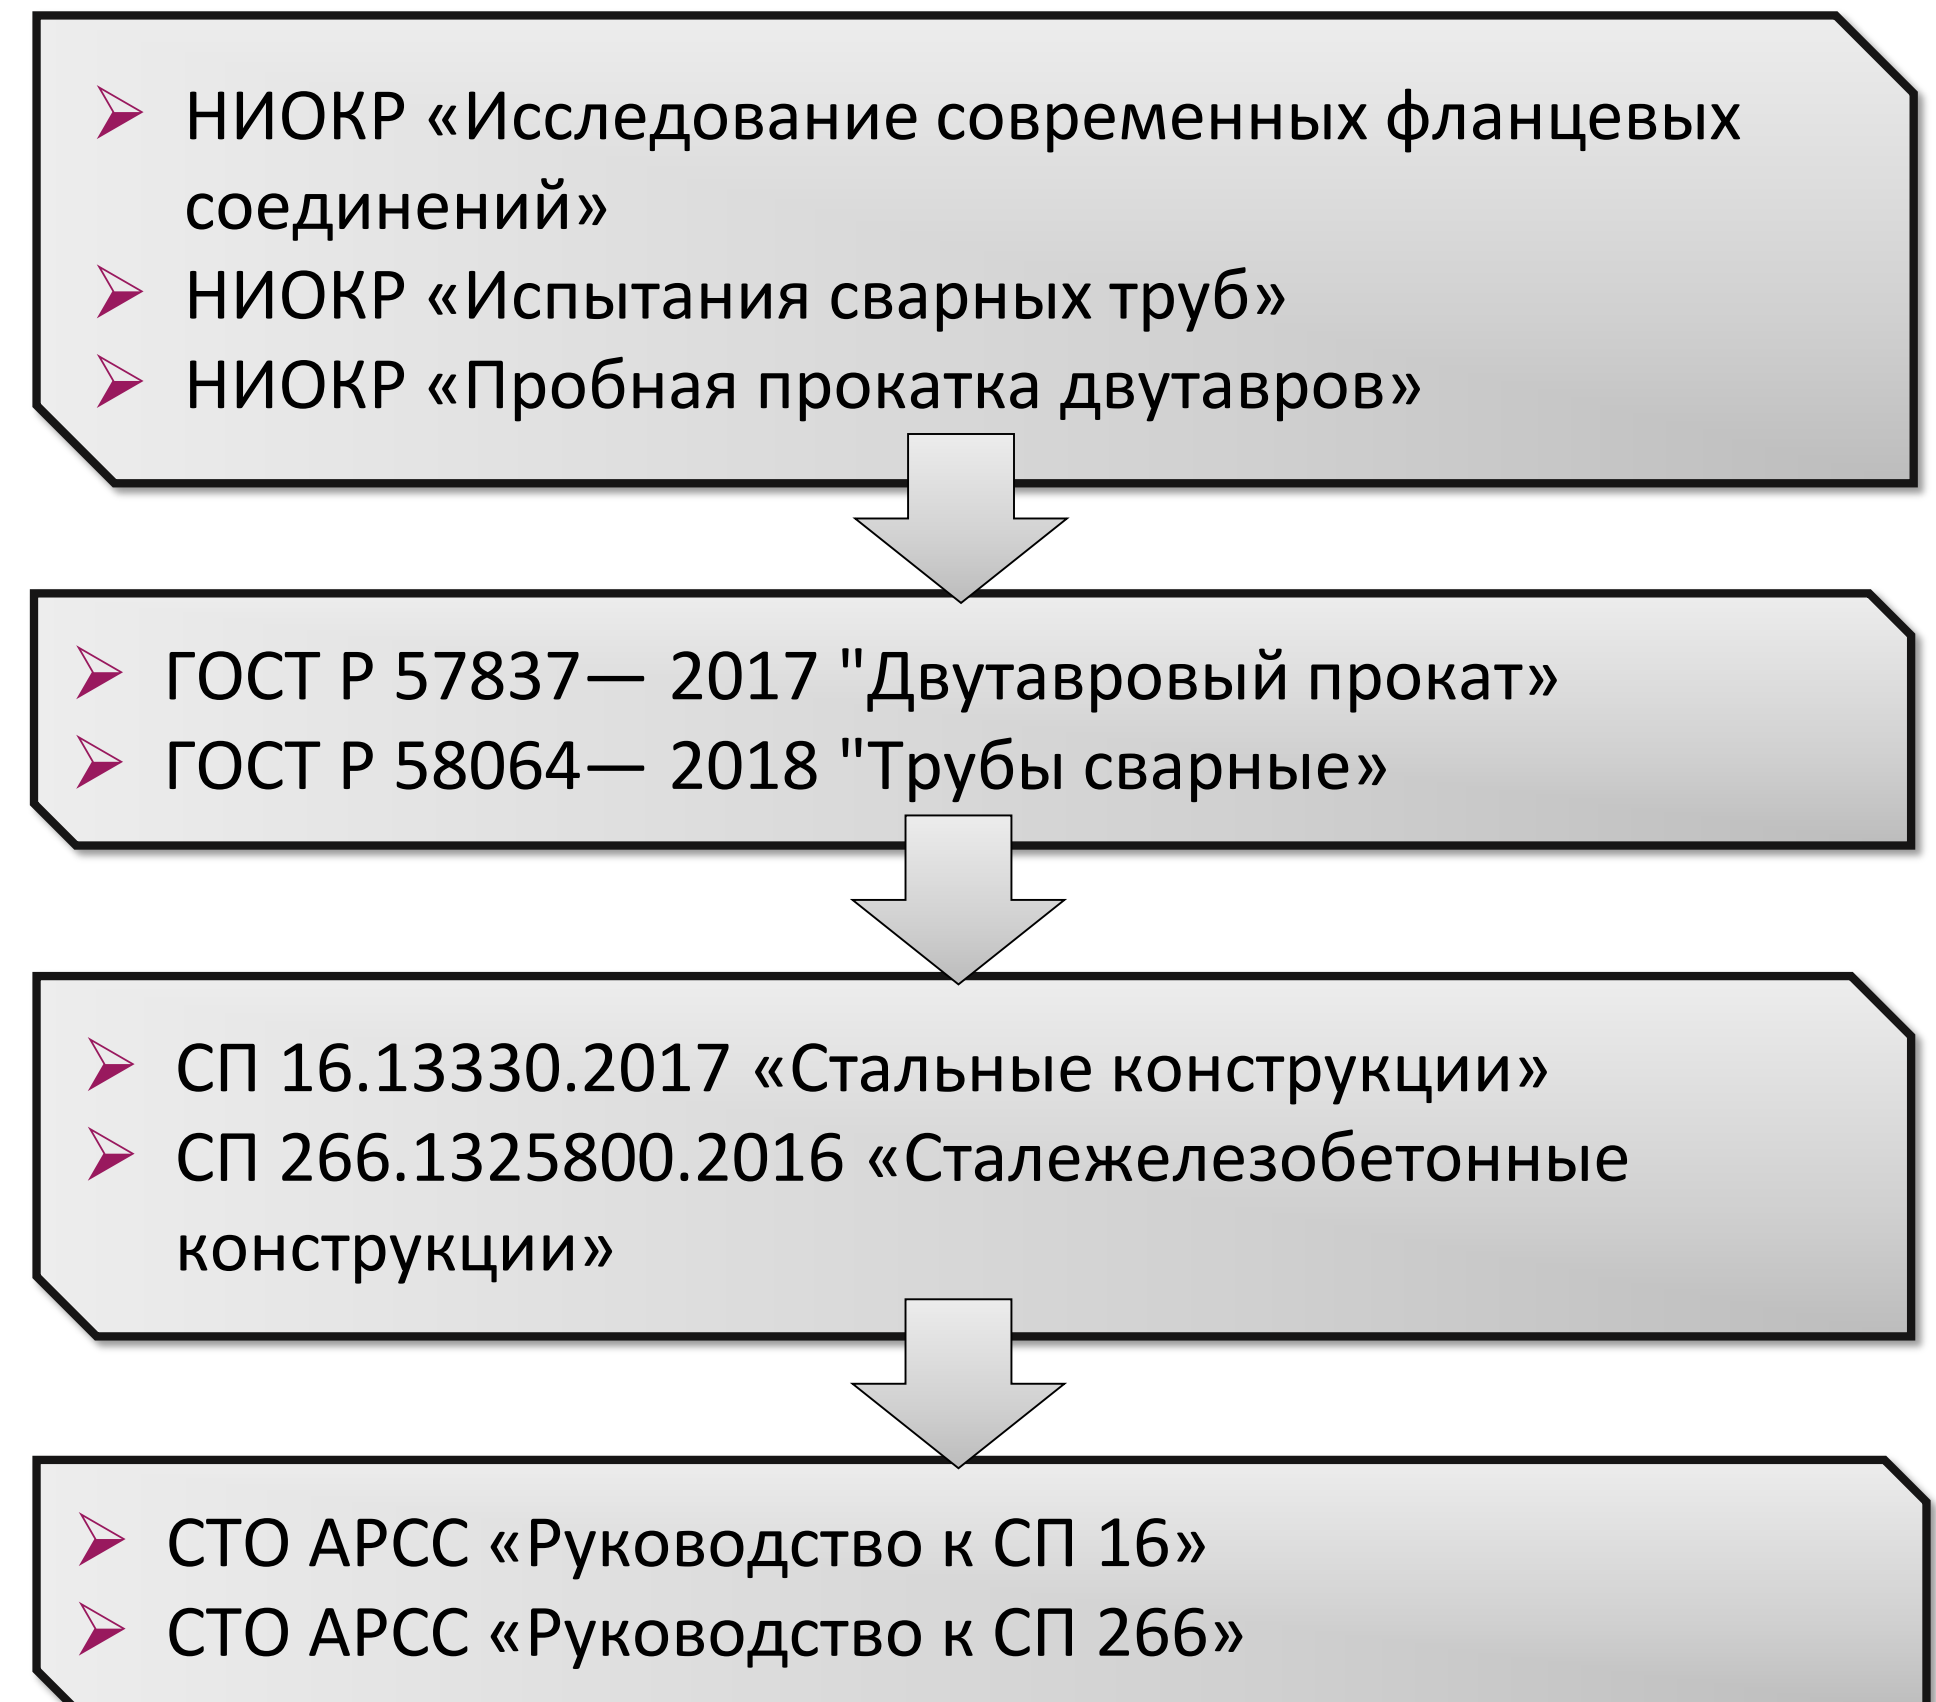 НИОКР «Исследование современных фланцевых
соединений»
НИОКР «Испытания сварных труб»
НИОКР «Пробная прокатка двутавров»
ГОСТ Р 57837— 2017 "Двутавровый прокат»
ГОСТ Р 58064— 2018 "Трубы сварные»
СП 16.13330.2017 «Стальные конструкции»
СП 266.1325800.2016 «Сталежелезобетонные
конструкции»
СТО АРСС «Руководство к СП 16»
СТО АРСС «Руководство к СП 266»